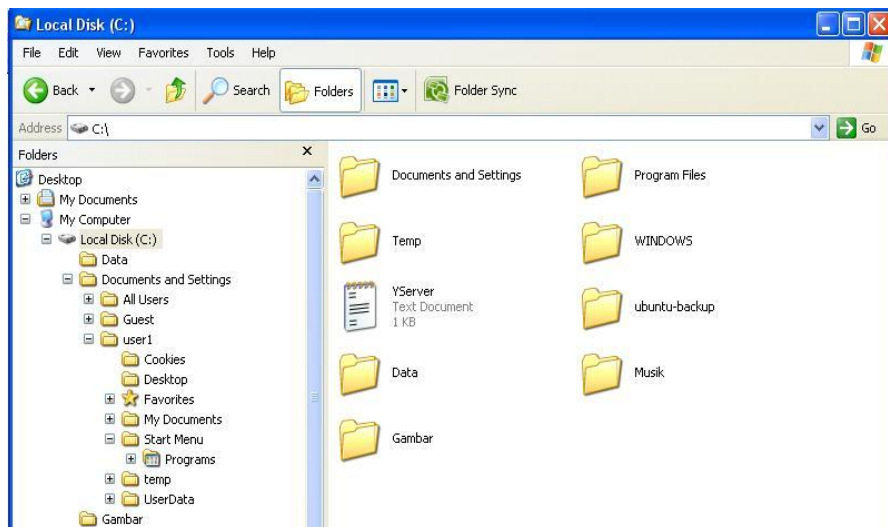 Local Disk (C:)
File Edit View Favorites Tools Help
Back Search Folders Folder Sync
Address C:\ Go
Folders
Desktop
My Documents
My Computer
Local Disk (C:)
Data
Documents and Settings
All Users
Guest
user1
Cookies
Desktop
Favorites
My Documents
Start Menu
Programs
temp
UserData
Gambar
Documents and Settings
Program Files
Temp
WINDOWS
YServer
Text Document
1 KB
ubuntu-backup
Data
Musik
Gambar